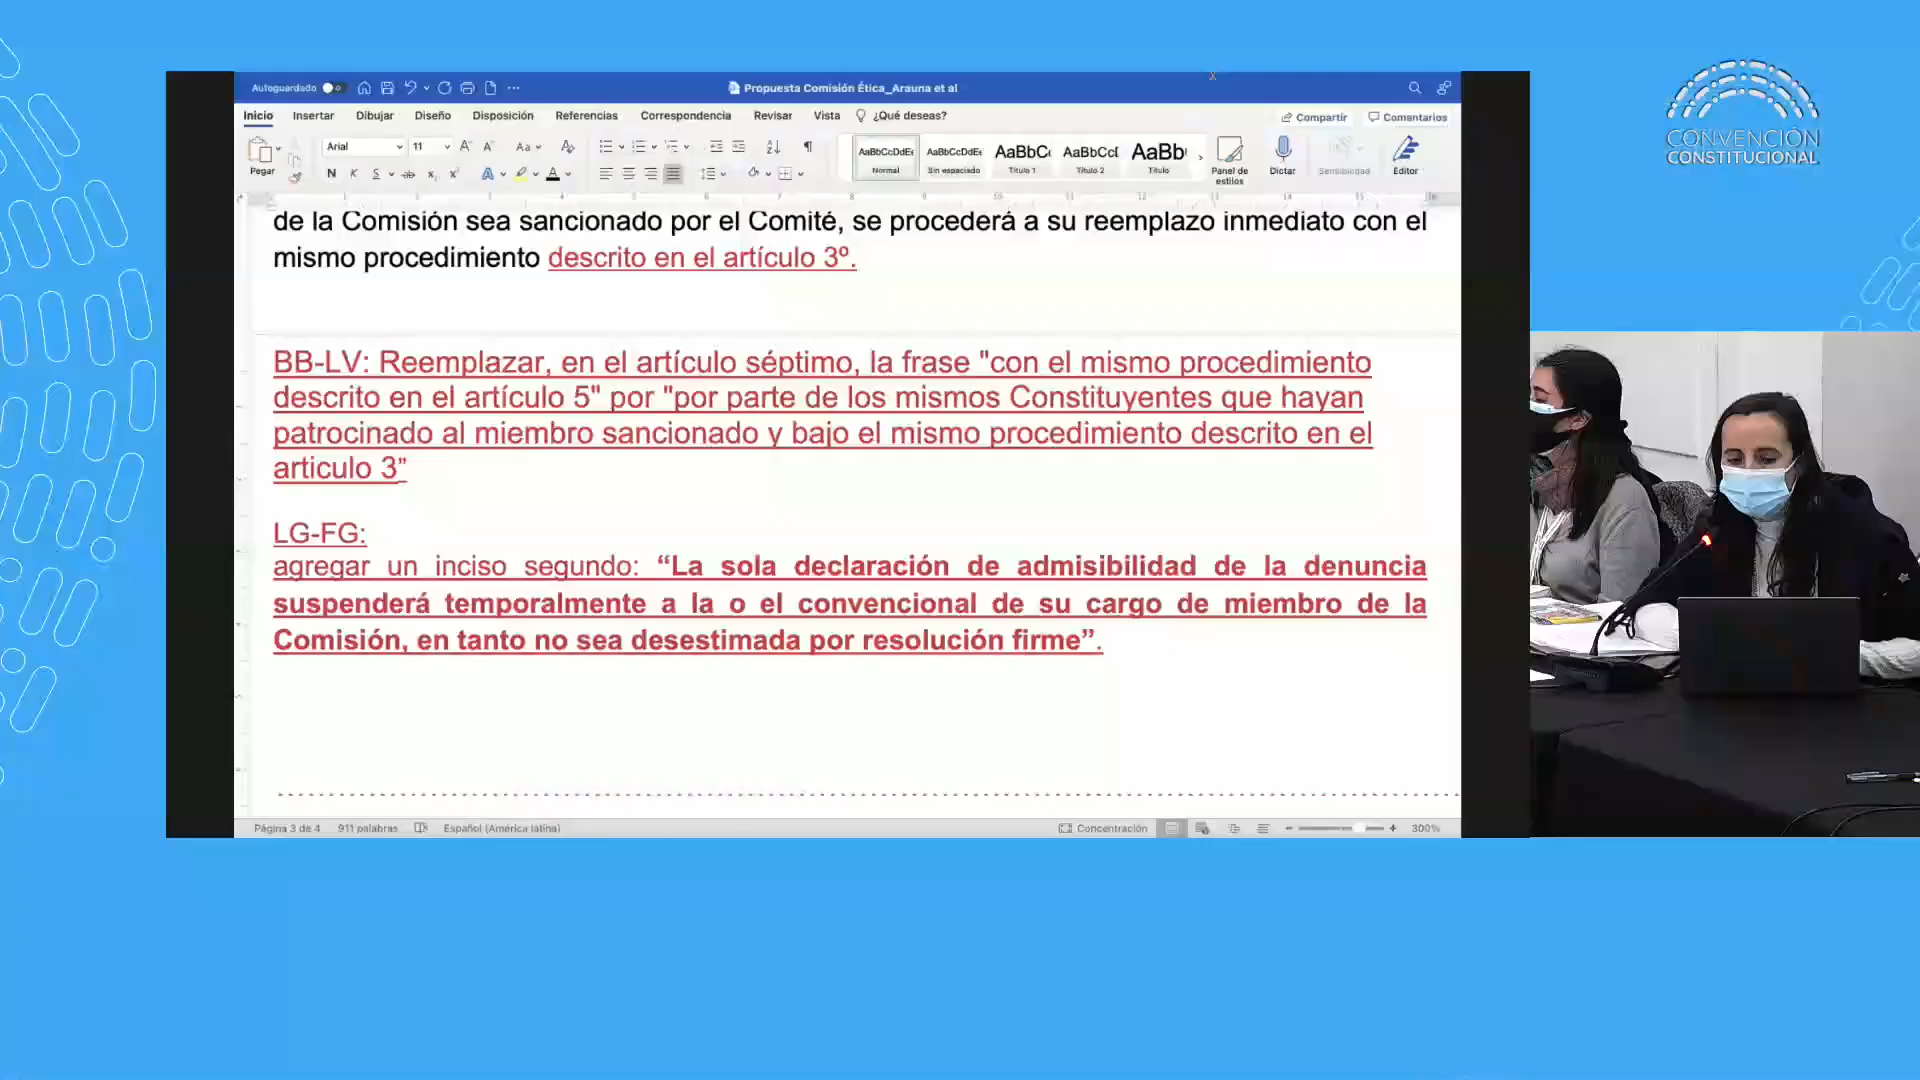 Autoguardado
Propuesta Comisión Ética_Arauna et al
Inicio Insertar Dibujar Diseño Disposición Referencias Correspondencia Revisar Vista ¿Qué deseas?
Compartir Comentarios
Pegar
Arial 11
N K S ab x x A A
AaBbCcDdEe AaBbCcDdEe AaBbCc AaBbCcD AaBb
Normal Sin espaciado Título 1 Título 2 Título
Panel de estilos Dictar Sensibilidad Editor
de la Comisión sea sancionado por el Comité, se procederá a su reemplazo inmediato con el
mismo procedimiento descrito en el artículo 3º.
BB-LV: Reemplazar, en el artículo séptimo, la frase "con el mismo procedimiento
descrito en el artículo 5" por "por parte de los mismos Constituyentes que hayan
patrocinado al miembro sancionado y bajo el mismo procedimiento descrito en el
articulo 3”
LG-FG:
agregar un inciso segundo: “La sola declaración de admisibilidad de la denuncia
suspenderá temporalmente a la o el convencional de su cargo de miembro de la
Comisión, en tanto no sea desestimada por resolución firme”.
Página 3 de 4 911 palabras Español (América latina)
Concentración 300%
CONVENCIÓN
CONSTITUCIONAL